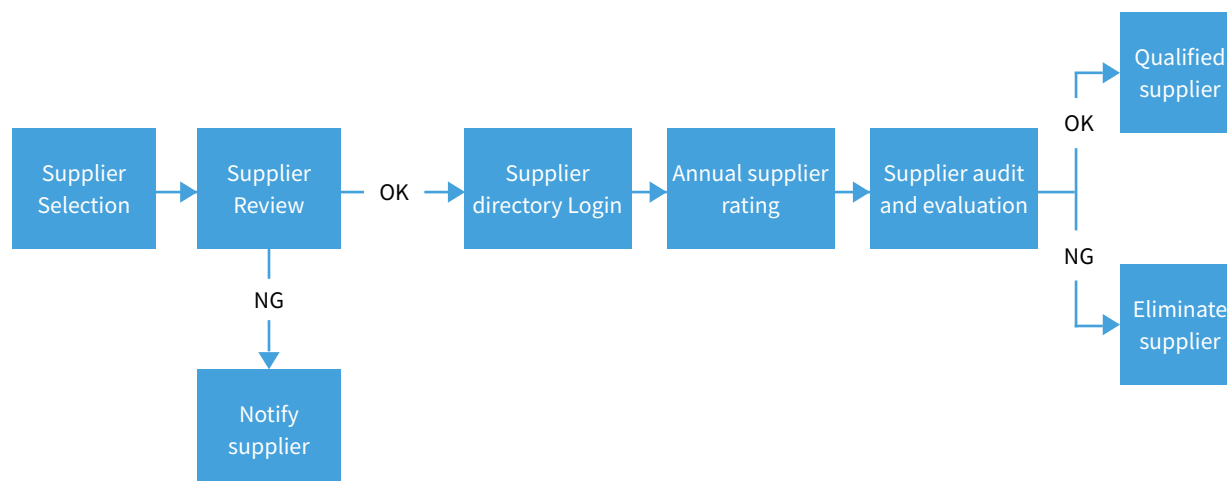 Supplier
Selection
Supplier
Review
OK
Supplier
directory Login
Annual supplier
rating
Supplier audit
and evaluation
OK
Qualified
supplier
NG
Eliminate
supplier
NG
Notify
supplier